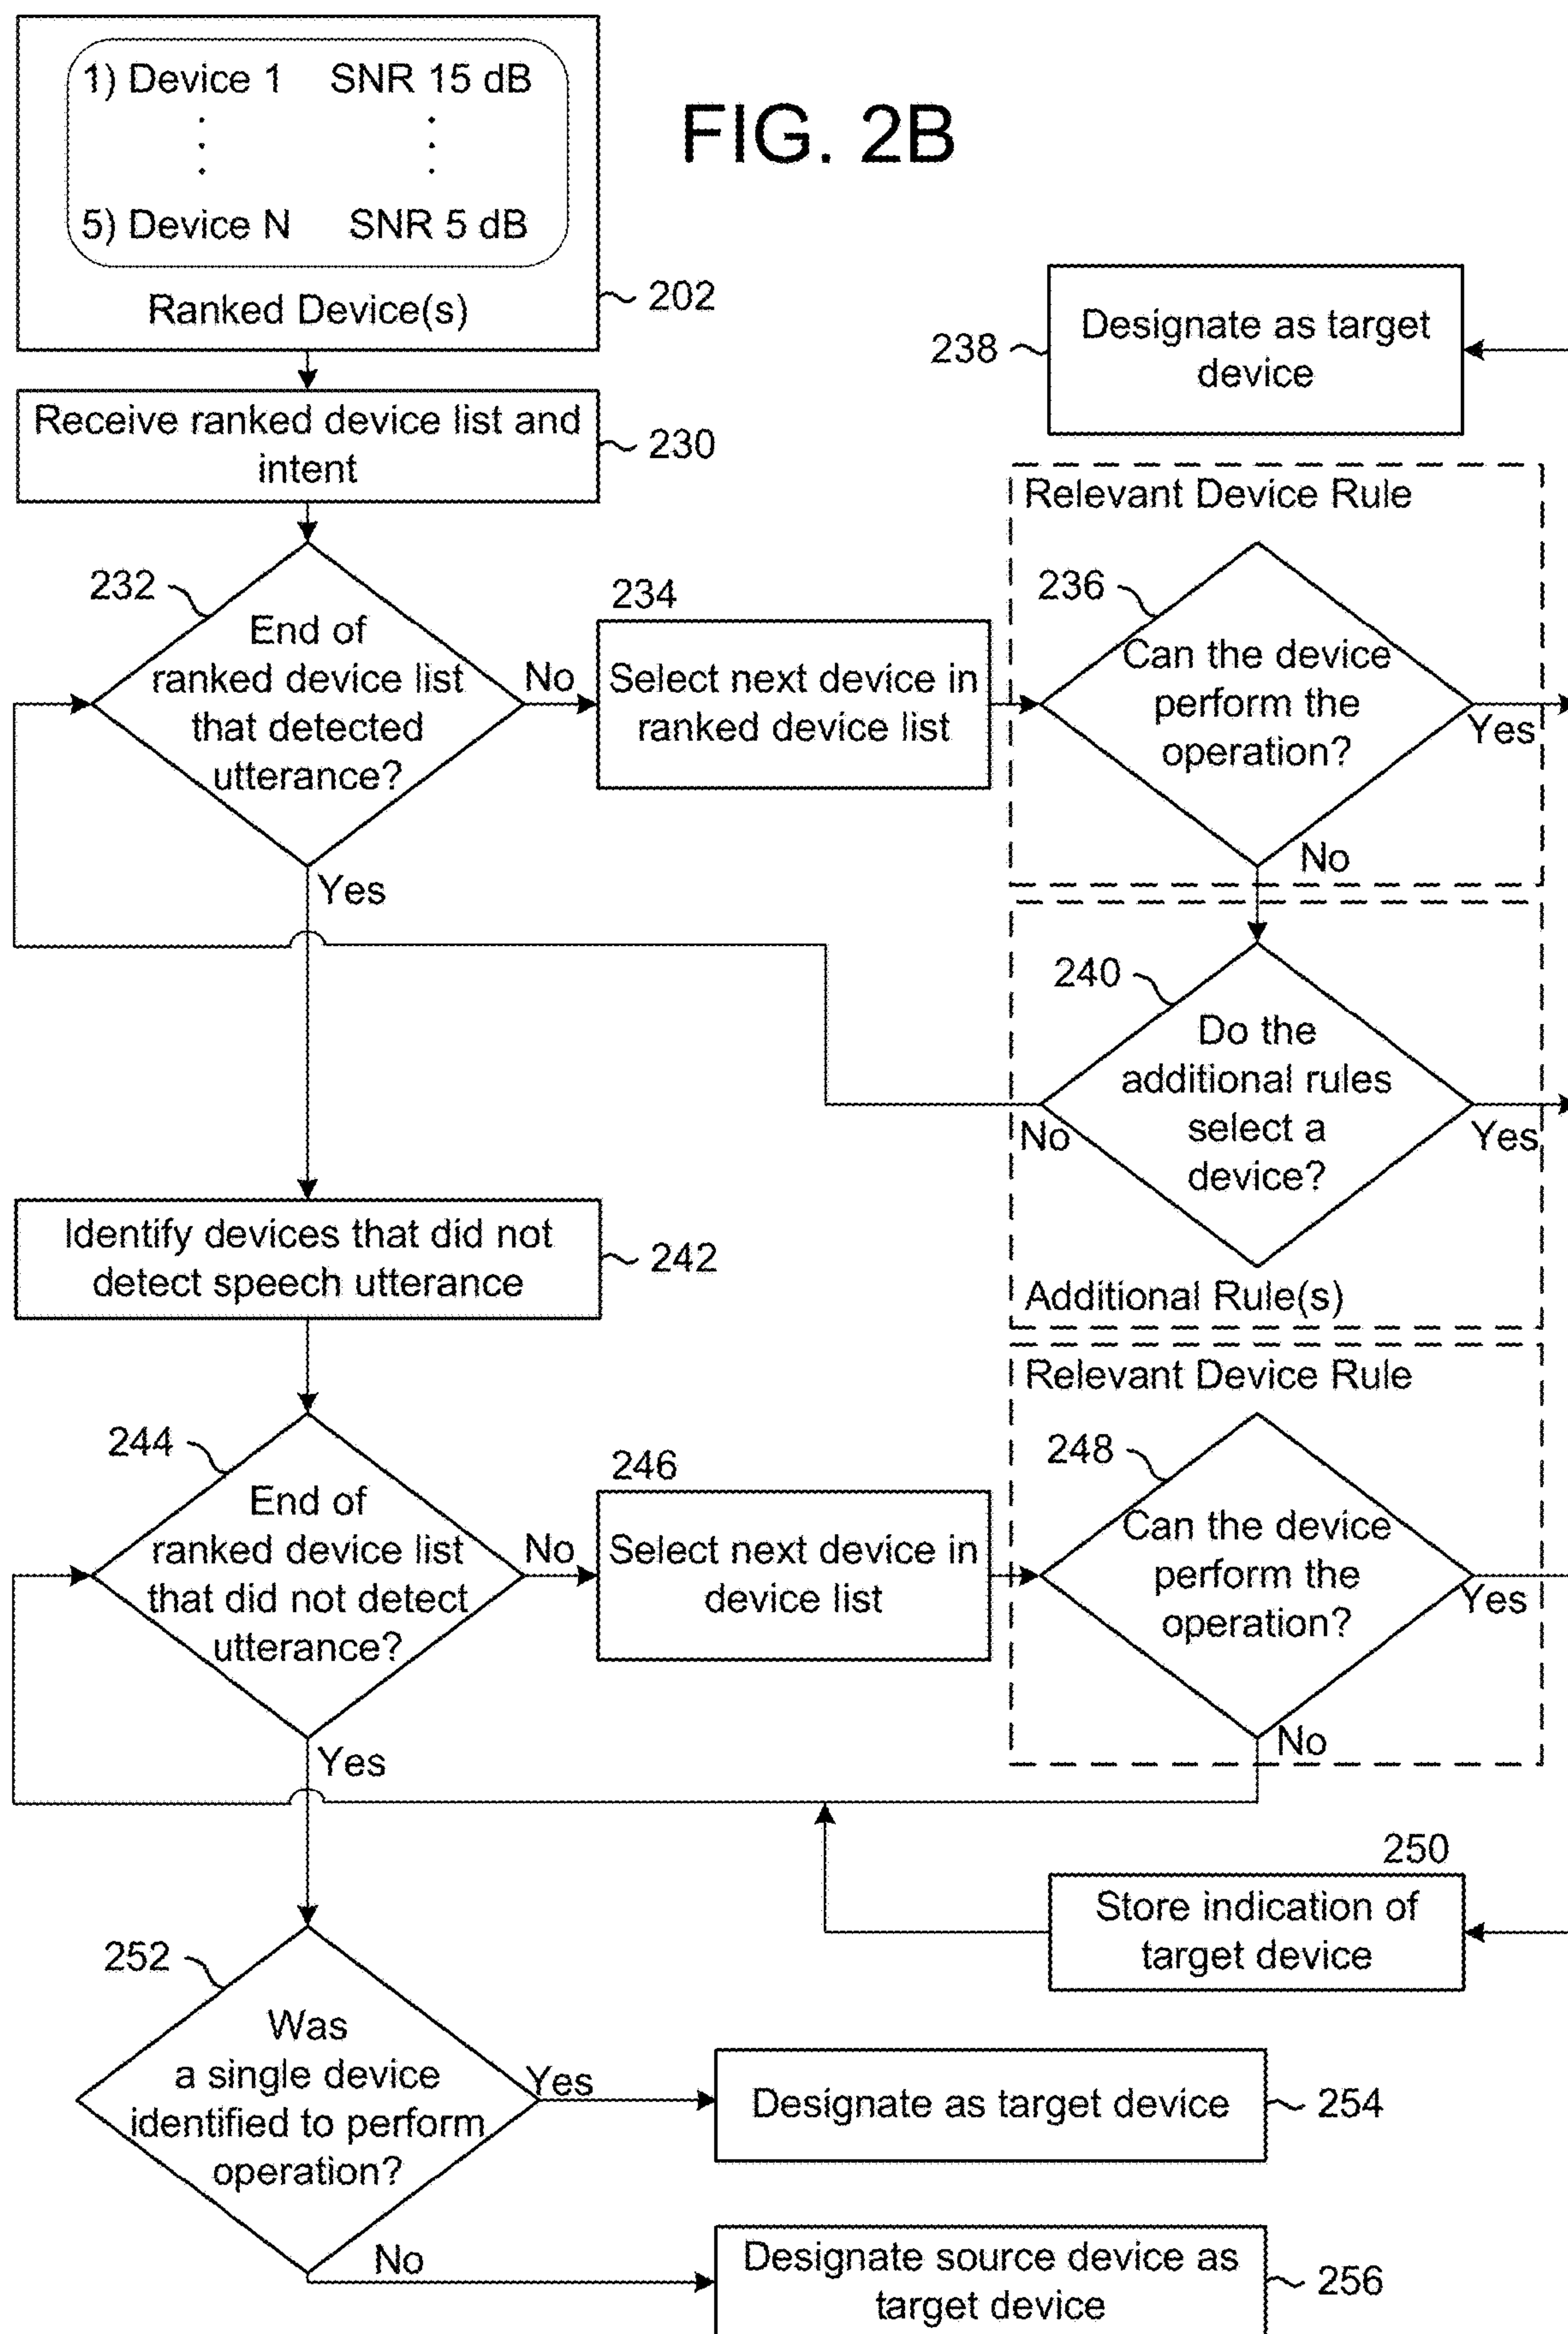 1) Device 1 SNR 15 dB
5) Device N SNR 5 dB
Ranked Device(s)
202
FIG. 2B
238
Designate as target
device
Receive ranked device list and
intent
230
232
End of
ranked device list
that detected
utterance?
No
Yes
234
Select next device in
ranked device list
Relevant Device Rule
236
Can the device
perform the
operation?
Yes
No
240
Do the
additional rules
select a
device?
No
Yes
Additional Rule(s)
Identify devices that did not
detect speech utterance
242
244
End of
ranked device list
that did not detect
utterance?
No
Yes
246
Select next device in
device list
Relevant Device Rule
248
Can the device
perform the
operation?
Yes
No
250
Store indication of
target device
252
Was
a single device
identified to perform
operation?
Yes
No
Designate as target device
254
Designate source device as
target device
256